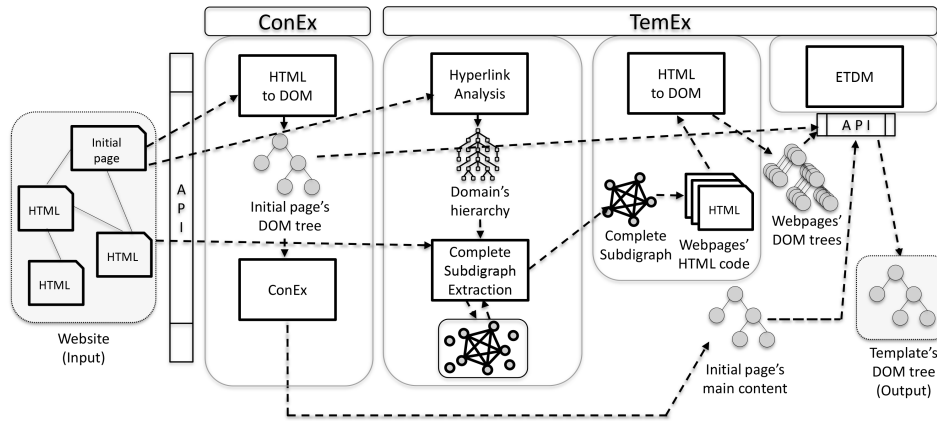 ConEx
TemEx
HTML
to DOM
Hyperlink
Analysis
HTML
to DOM
ETDM
API
Initial
page
HTML
HTML
HTML
Website
(Input)
API
Initial page's
DOM tree
ConEx
Domain's
hierarchy
Complete
Subdigraph
Extraction
Complete
Subdigraph
HTML
Webpages'
HTML code
Webpages'
DOM trees
Initial page's
main content
Template's
DOM tree
(Output)